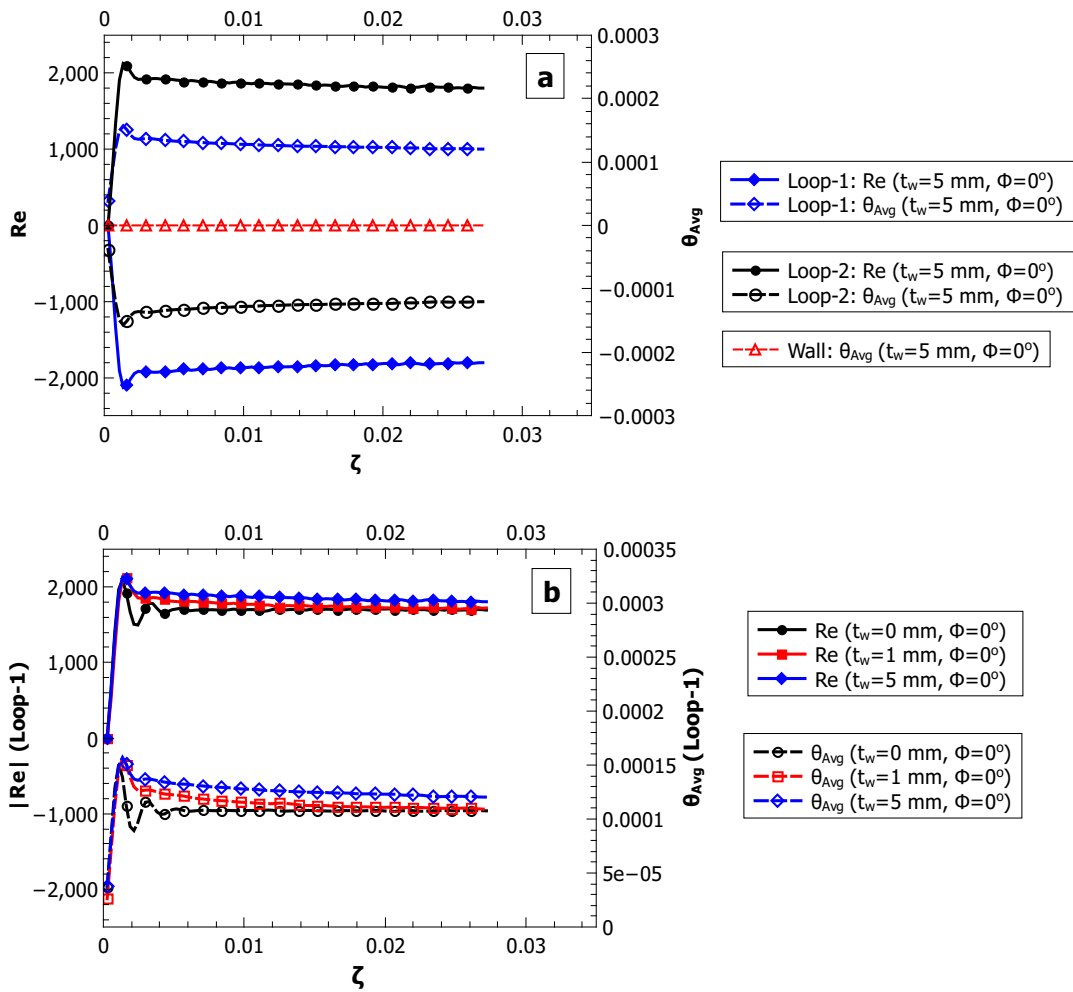 0 0.01 0.02 0.03
a
Re
2,000
1,000
0
−1,000
−2,000
0.0003
0.0002
0.0001
0
−0.0001
−0.0002
−0.0003
θAvg
0 0.01 0.02 0.03
ζ
Loop-1: Re (tw=5 mm, Φ=0o)
Loop-1: θAvg (tw=5 mm, Φ=0o)
Loop-2: Re (tw=5 mm, Φ=0o)
Loop-2: θAvg (tw=5 mm, Φ=0o)
Wall: θAvg (tw=5 mm, Φ=0o)
0 0.01 0.02 0.03
b
|Re| (Loop-1)
2,000
1,000
0
−1,000
−2,000
0.00035
0.0003
0.00025
0.0002
0.00015
0.0001
5e−05
0
θAvg (Loop-1)
0 0.01 0.02 0.03
ζ
Re (tw=0 mm, Φ=0o)
Re (tw=1 mm, Φ=0o)
Re (tw=5 mm, Φ=0o)
θAvg (tw=0 mm, Φ=0o)
θAvg (tw=1 mm, Φ=0o)
θAvg (tw=5 mm, Φ=0o)